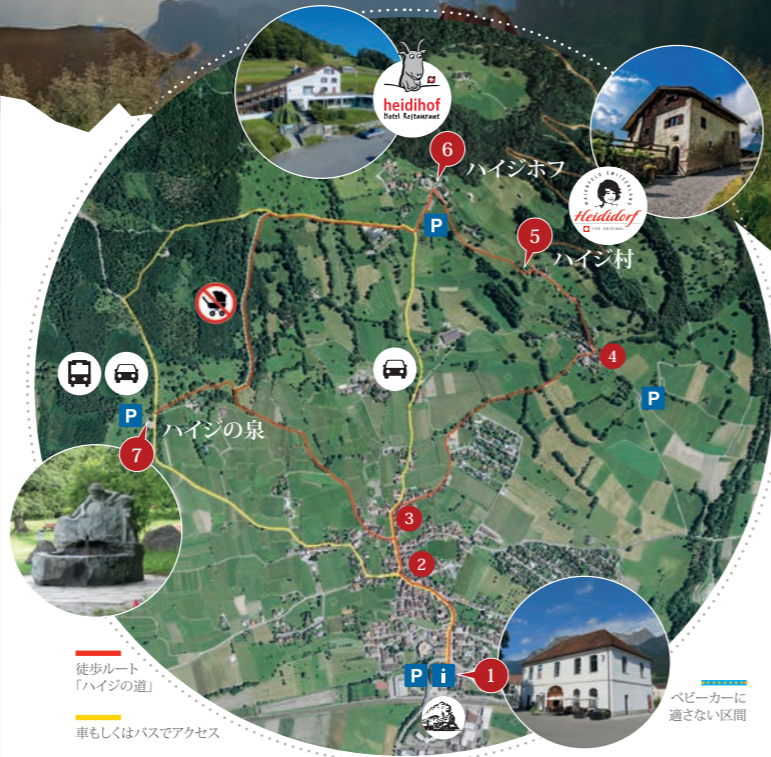 heidihof
Hotel Restaurant
6
ハイジホフ
MAIENFELD SWITZERLAND
Heididorf
THE ORIGINAL
P
5
ハイジ村
4
P
P
ハイジの泉
7
3
2
P i 1
徒歩ルート
「ハイジの道」
車もしくはバスでアクセス
ベビーカーに
適さない区間